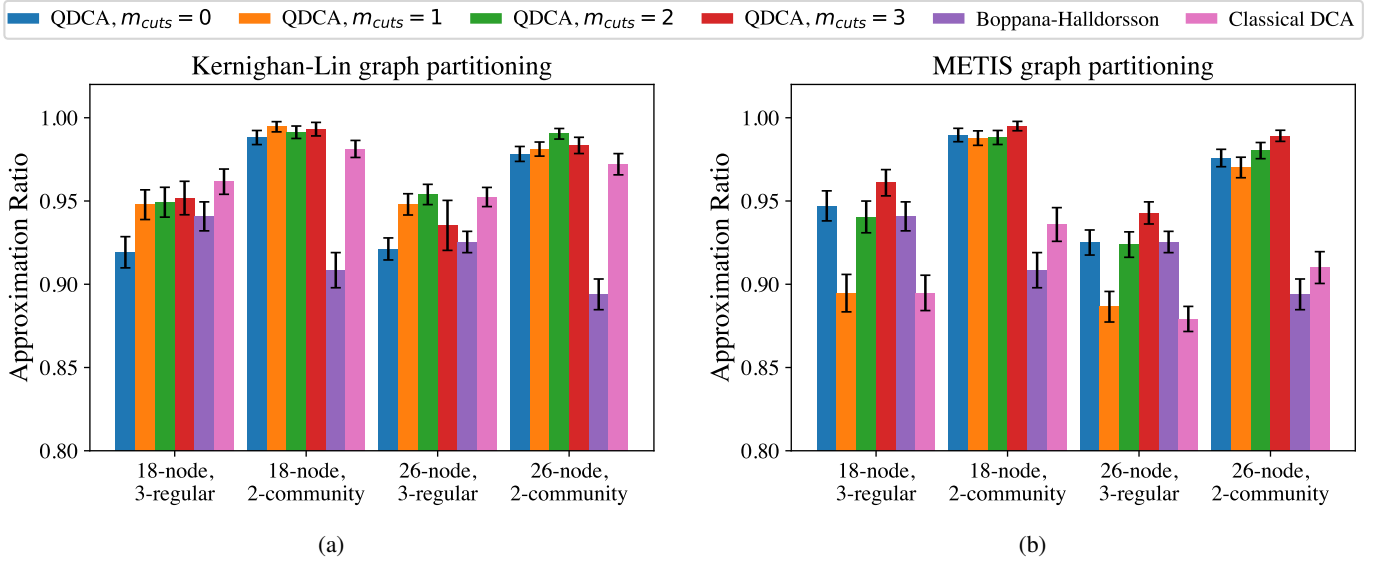 QDCA, m_cuts = 0 QDCA, m_cuts = 1 QDCA, m_cuts = 2 QDCA, m_cuts = 3 Boppana-Halldorsson Classical DCA
Kernighan-Lin graph partitioning
Approximation Ratio
1.00
0.95
0.90
0.85
0.80
18-node, 18-node, 26-node, 26-node,
3-regular 2-community 3-regular 2-community
(a)
METIS graph partitioning
Approximation Ratio
1.00
0.95
0.90
0.85
0.80
18-node, 18-node, 26-node, 26-node,
3-regular 2-community 3-regular 2-community
(b)